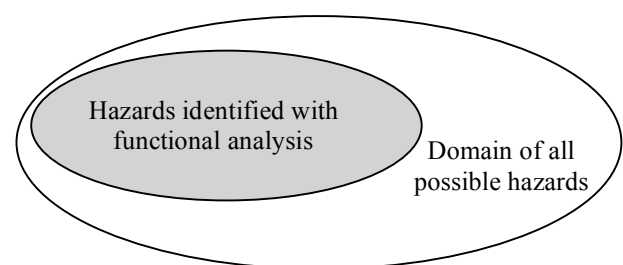 Hazards identified with
functional analysis
Domain of all
possible hazards